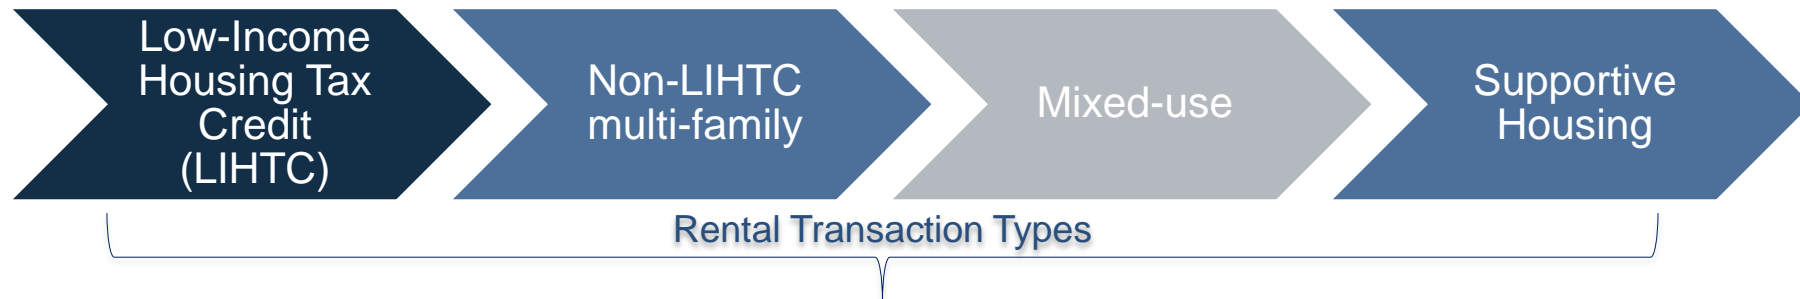 Low-Income
Housing Tax
Credit
(LIHTC)
Non-LIHTC
multi-family
Mixed-use
Supportive
Housing
Rental Transaction Types